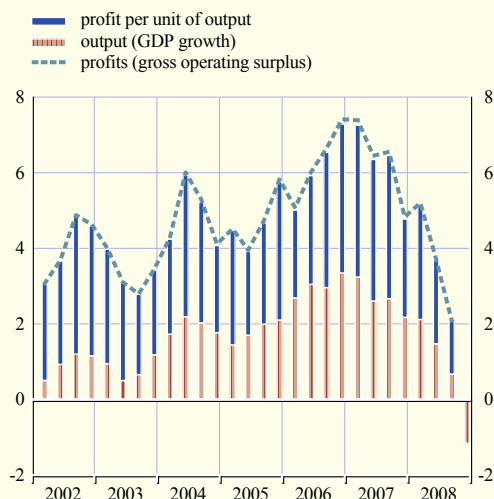 profit per unit of output
output (GDP growth)
profits (gross operating surplus)
8 8
6 6
4 4
2 2
0 0
-2 -2
2002 2003 2004 2005 2006 2007 2008